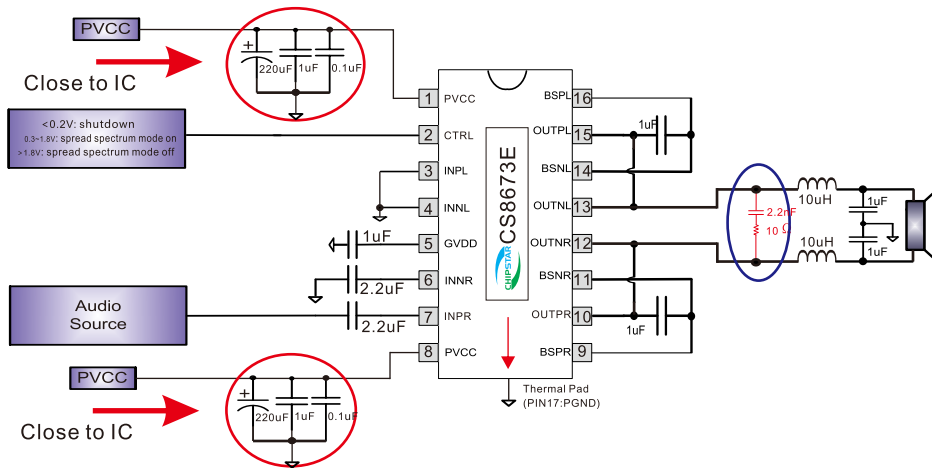 PVCC
Close to IC
+
220uF
1uF
0.1uF
<0.2V: shutdown
0.3~1.8V: spread spectrum mode on
>1.8V: spread spectrum mode off
1 PVCC
2 CTRL
3 INPL
4 INNL
5 GVDD
6 INNR
7 INPR
8 PVCC
1uF
2.2uF
2.2uF
Audio
Source
PVCC
Close to IC
+
220uF
1uF
0.1uF
CHIPSTAR
CS8673E
BSPL 16
OUTPL 15
BSNL 14
OUTNL 13
OUTNR 12
BSNR 11
OUTPR 10
BSPR 9
1uF
1uF
Thermal Pad
(PIN17:PGND)
2.2nF
10 Ω
10uH
10uH
1uF
1uF